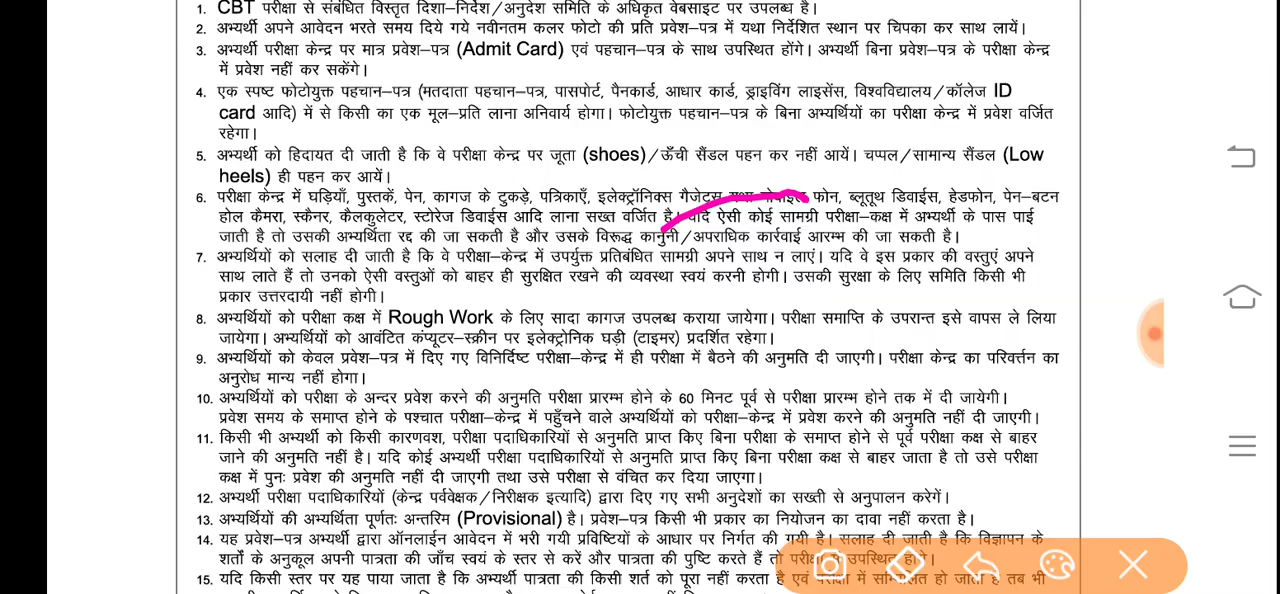 1. CBT परीक्षा से संबंधित विस्तृत दिशा–निर्देश/अनुदेश समिति के अधिकृत वेबसाइट पर उपलब्ध है।
2. अभ्यर्थी अपने आवेदन भरते समय दिये गये नवीनतम कलर फोटो की प्रति प्रवेश–पत्र में यथा निर्देशित स्थान पर चिपका कर साथ लायें।
3. अभ्यर्थी परीक्षा केन्द्र पर मात्र प्रवेश–पत्र (Admit Card) एवं पहचान–पत्र के साथ उपस्थित होंगे। अभ्यर्थी बिना प्रवेश–पत्र के परीक्षा केन्द्र
में प्रवेश नहीं कर सकेंगे।
4. एक स्पष्ट फोटोयुक्त पहचान–पत्र (मतदाता पहचान–पत्र, पासपोर्ट, पैनकार्ड, आधार कार्ड, ड्राइविंग लाइसेंस, विश्वविद्यालय/कॉलेज ID
card आदि) में से किसी का एक मूल–प्रति लाना अनिवार्य होगा। फोटोयुक्त पहचान–पत्र के बिना अभ्यर्थियों का परीक्षा केन्द्र में प्रवेश वर्जित
रहेगा।
5. अभ्यर्थी को हिदायत दी जाती है कि वे परीक्षा केन्द्र पर जूता (shoes)/ऊँची सैंडल पहन कर नहीं आयें। चप्पल/सामान्य सैंडल (Low
heels) ही पहन कर आयें।
6. परीक्षा केन्द्र में घड़ियाँ, पुस्तकें, पेन, कागज के टुकड़े, पत्रिकाएँ, इलेक्ट्रॉनिक्स गैजेट्स यथा मोबाईल फोन, ब्लूतूथ डिवाईस, हेडफोन, पेन–बटन
होल कैमरा, स्कैनर, कैलकुलेटर, स्टोरेज डिवाईस आदि लाना सख्त वर्जित है। यदि ऐसी कोई सामग्री परीक्षा–कक्ष में अभ्यर्थी के पास पाई
जाती है तो उसकी अभ्यर्थिता रद्द की जा सकती है और उसके विरूद्ध कानुनी/अपराधिक कार्रवाई आरम्भ की जा सकती है।
7. अभ्यर्थियों को सलाह दी जाती है कि वे परीक्षा–केन्द्र में उपर्युक्त प्रतिबंधित सामग्री अपने साथ न लाएं। यदि वे इस प्रकार की वस्तुएं अपने
साथ लाते हैं तो उनको ऐसी वस्तुओं को बाहर ही सुरक्षित रखने की व्यवस्था स्वयं करनी होगी। उसकी सुरक्षा के लिए समिति किसी भी
प्रकार उत्तरदायी नहीं होगी।
8. अभ्यर्थियों को परीक्षा कक्ष में Rough Work के लिए सादा कागज उपलब्ध कराया जायेगा। परीक्षा समाप्ति के उपरान्त इसे वापस ले लिया
जायेगा। अभ्यर्थियों को आवंटित कंप्यूटर–स्क्रीन पर इलेक्ट्रोनिक घड़ी (टाइमर) प्रदर्शित रहेगा।
9. अभ्यर्थियों को केवल प्रवेश–पत्र में दिए गए विनिर्दिष्ट परीक्षा–केन्द्र में ही परीक्षा में बैठने की अनुमति दी जाएगी। परीक्षा केन्द्र का परिवर्त्तन का
अनुरोध मान्य नहीं होगा।
10. अभ्यर्थियों को परीक्षा के अन्दर प्रवेश करने की अनुमति परीक्षा प्रारम्भ होने के 60 मिनट पूर्व से परीक्षा प्रारम्भ होने तक में दी जायेगी।
प्रवेश समय के समाप्त होने के पश्चात परीक्षा–केन्द्र में पहुँचने वाले अभ्यर्थियों को परीक्षा–केन्द्र में प्रवेश करने की अनुमति नहीं दी जाएगी।
11. किसी भी अभ्यर्थी को किसी कारणवश, परीक्षा पदाधिकारियों से अनुमति प्राप्त किए बिना परीक्षा के समाप्त होने से पूर्व परीक्षा कक्ष से बाहर
जाने की अनुमति नहीं है। यदि कोई अभ्यर्थी परीक्षा पदाधिकारियों से अनुमति प्राप्त किए बिना परीक्षा कक्ष से बाहर जाता है तो उसे परीक्षा
कक्ष में पुनः प्रवेश की अनुमति नहीं दी जाएगी तथा उसे परीक्षा से वंचित कर दिया जाएगा।
12. अभ्यर्थी परीक्षा पदाधिकारियों (केन्द्र पर्यवेक्षक/निरीक्षक इत्यादि) द्वारा दिए गए सभी अनुदेशों का सख्ती से अनुपालन करेगें।
13. अभ्यर्थियों की अभ्यर्थिता पूर्णतः अन्तरिम (Provisional) है। प्रवेश–पत्र किसी भी प्रकार का नियोजन का दावा नहीं करता है।
14. यह प्रवेश–पत्र अभ्यर्थी द्वारा ऑनलाईन आवेदन में भरी गयी प्रविष्टियों के आधार पर निर्गत की गयी है। सलाह दी जाती है कि विज्ञापन के
शर्तों के अनुकूल अपनी पात्रता की जाँच स्वयं के स्तर से करें और पात्रता की पुष्टि करते हैं तो परीक्षा उपस्थित होंगे।
15. यदि किसी स्तर पर यह पाया जाता है कि अभ्यर्थी पात्रता की किसी शर्त को पूरा नहीं करता है एवं परीक्षा में सम्मिलित हो जाता है तब भी